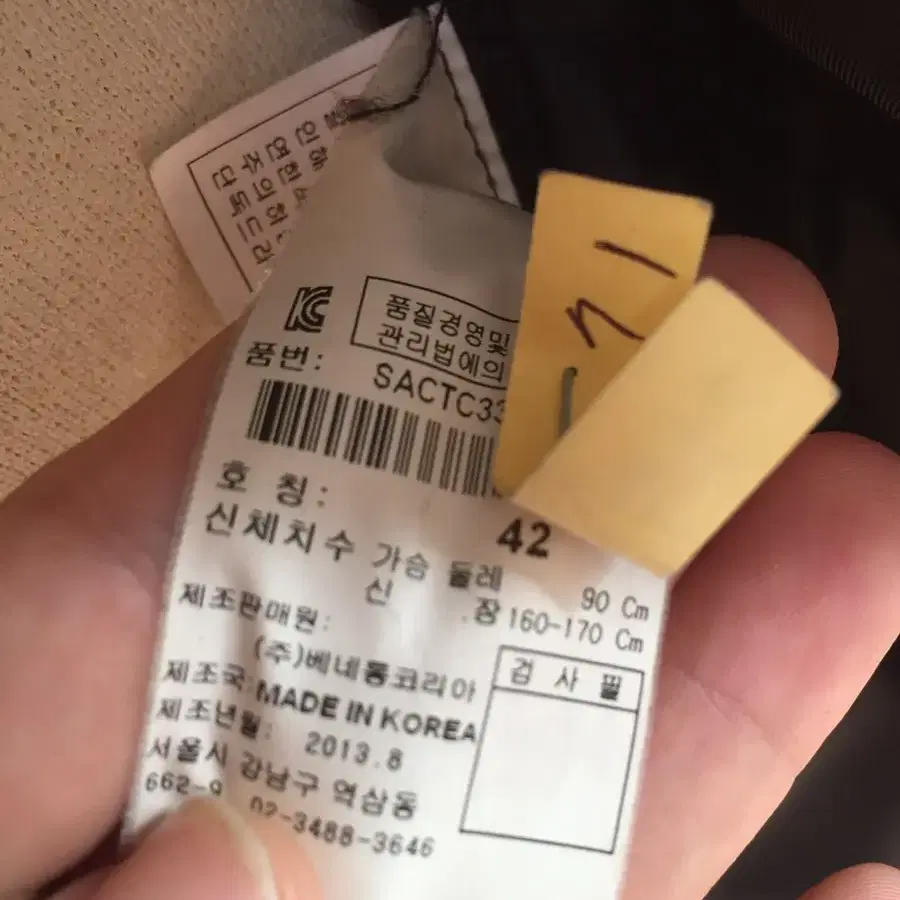 인해
연한
주의
단독
KC
품질경영및
관리법에의
품번: SACTC33
호 칭: 42
신체치수 가슴 둘레 90 Cm
신 장 160-170 Cm
제조판매원:
(주)베네통코리아
제조국: MADE IN KOREA
제조년월: 2013.8
서울시 강남구 역삼동
662-9 02-3488-3646
검 사 필